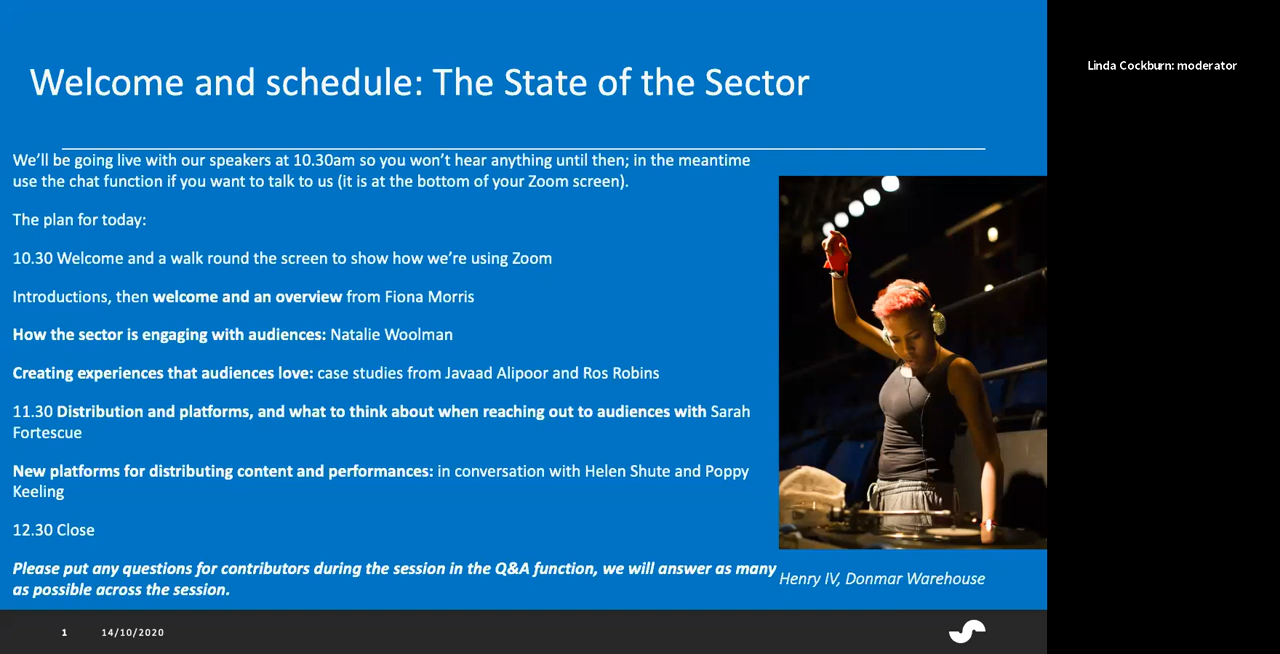 Welcome and schedule: The State of the Sector
We'll be going live with our speakers at 10.30am so you won't hear anything until then; in the meantime
use the chat function if you want to talk to us (it is at the bottom of your Zoom screen).
The plan for today:
10.30 Welcome and a walk round the screen to show how we're using Zoom
Introductions, then welcome and an overview from Fiona Morris
How the sector is engaging with audiences: Natalie Woolman
Creating experiences that audiences love: case studies from Javaad Alipoor and Ros Robins
11.30 Distribution and platforms, and what to think about when reaching out to audiences with Sarah
Fortescue
New platforms for distributing content and performances: in conversation with Helen Shute and Poppy
Keeling
12.30 Close
Please put any questions for contributors during the session in the Q&A function, we will answer as many
as possible across the session.
Henry IV, Donmar Warehouse
1 14/10/2020
Linda Cockburn: moderator